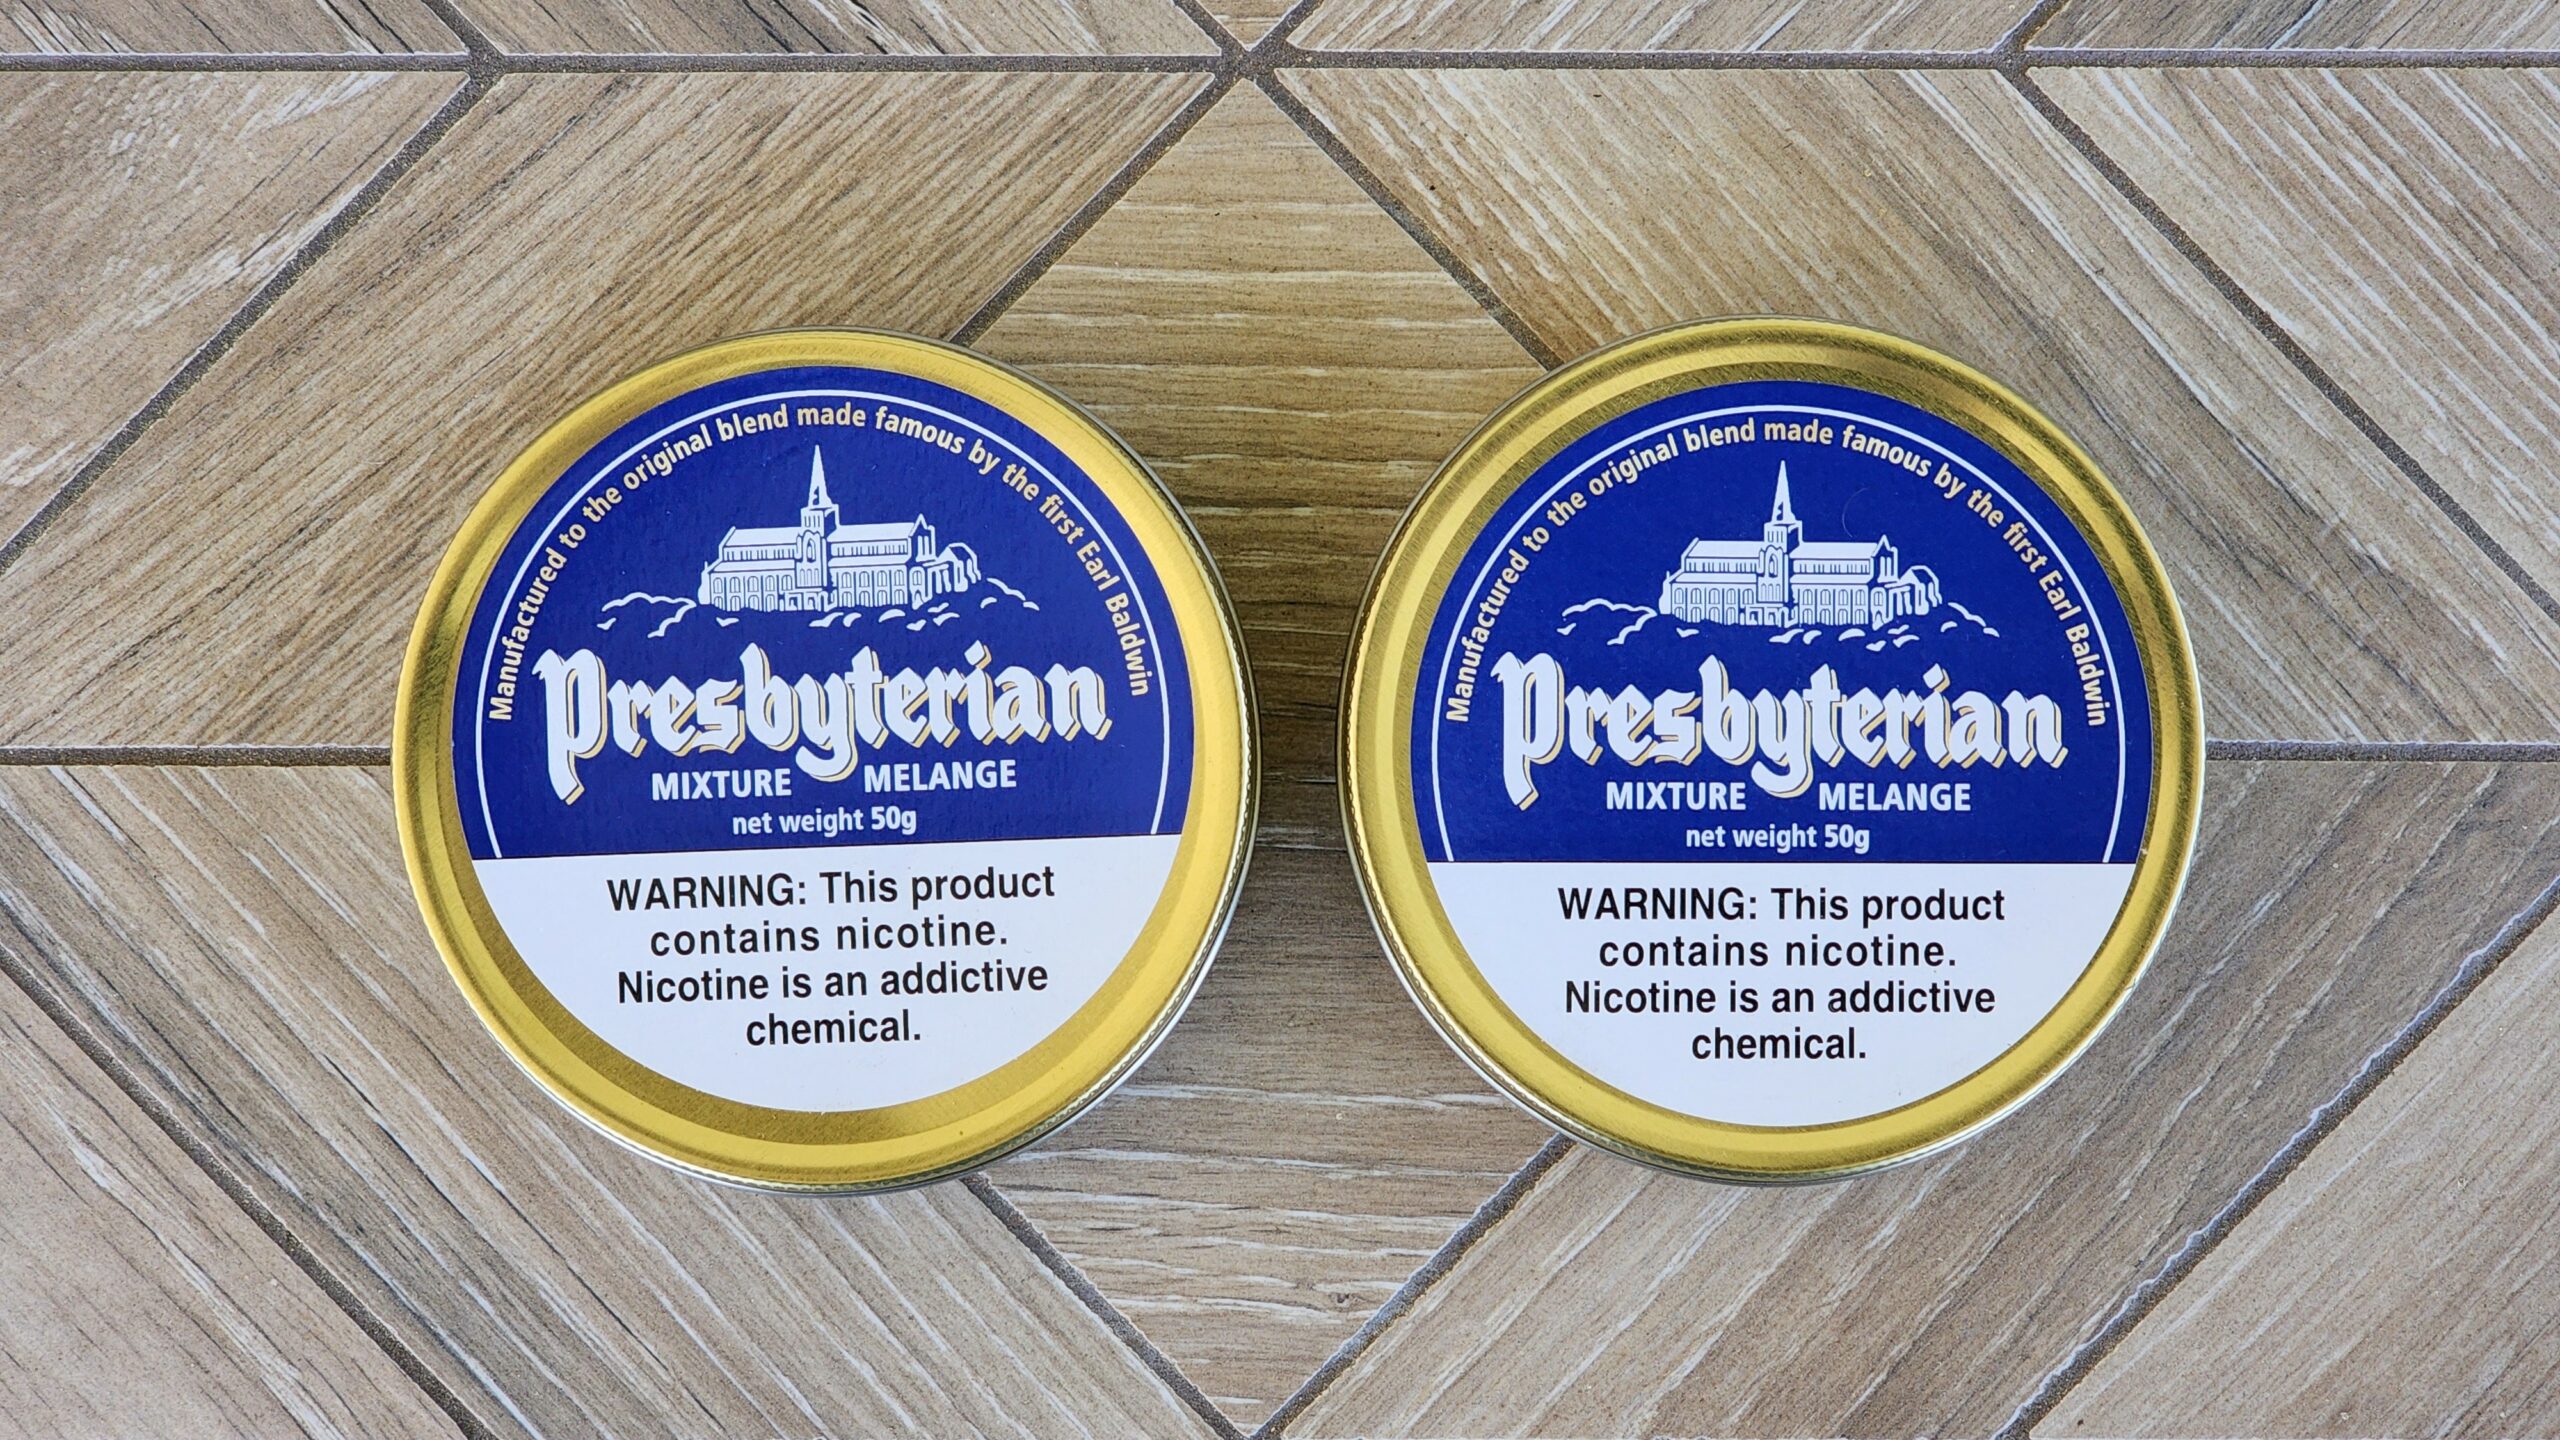 Manufactured to the original blend made famous by the first Earl Baldwin
Presbyterian
MIXTURE MELANGE
net weight 50g
WARNING: This product
contains nicotine.
Nicotine is an addictive
chemical.
Manufactured to the original blend made famous by the first Earl Baldwin
Presbyterian
MIXTURE MELANGE
net weight 50g
WARNING: This product
contains nicotine.
Nicotine is an addictive
chemical.